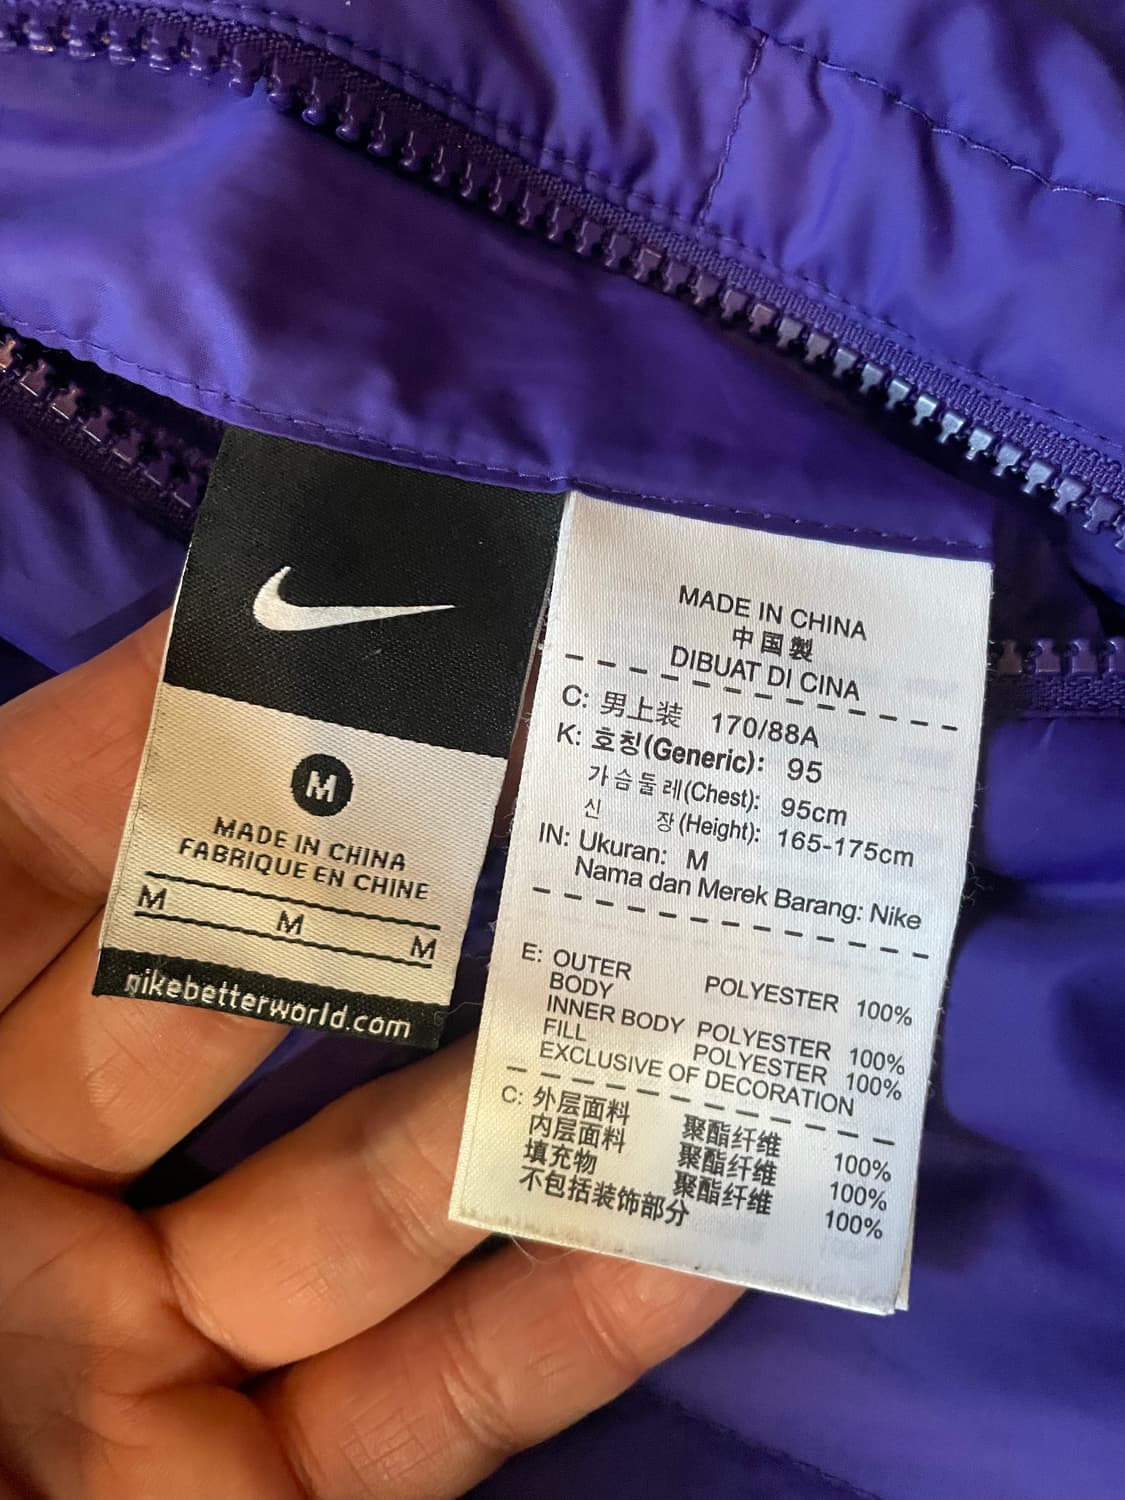 M
MADE IN CHINA
FABRIQUE EN CHINE
M M M
nikebetterworld.com
MADE IN CHINA
中国製
DIBUAT DI CINA
C: 男上装 170/88A
K: 호칭(Generic): 95
가슴둘레(Chest): 95cm
신 장(Height): 165-175cm
IN: Ukuran: M
Nama dan Merek Barang: Nike
E: OUTER
BODY POLYESTER 100%
INNER BODY POLYESTER 100%
FILL POLYESTER 100%
EXCLUSIVE OF DECORATION
C: 外层面料 聚酯纤维 100%
内层面料 聚酯纤维 100%
填充物 聚酯纤维 100%
不包括装饰部分